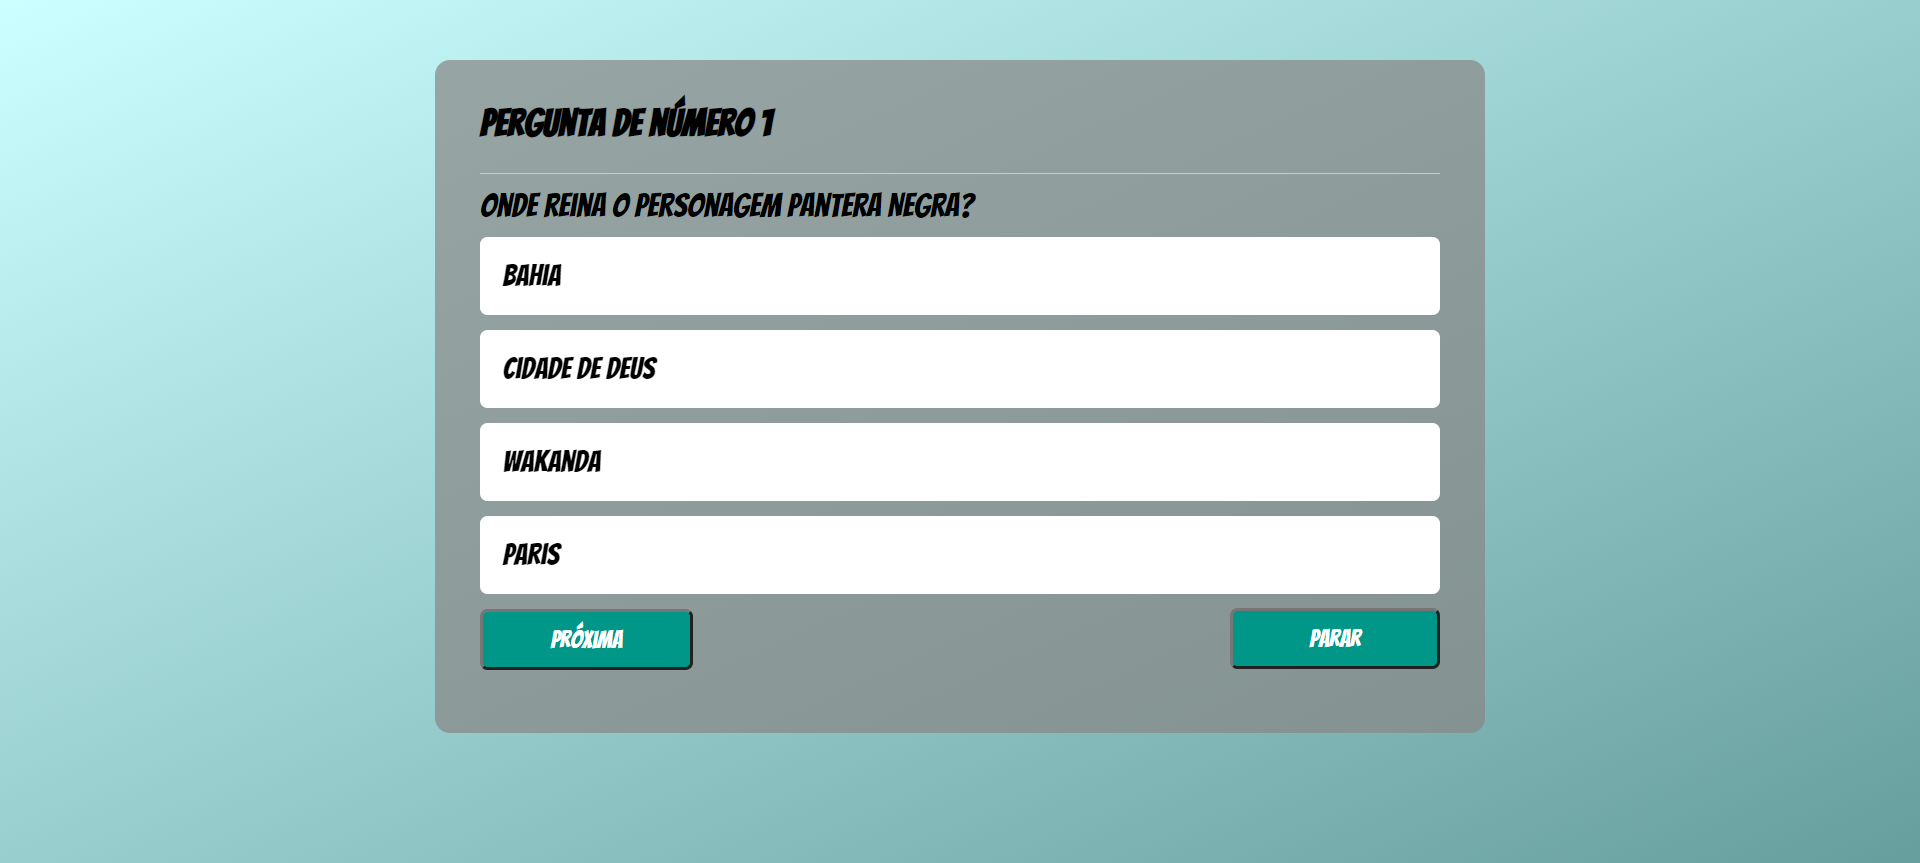 PERGUNTA DE NÚMERO 1
ONDE REINA O PERSONAGEM PANTERA NEGRA?
BAHIA
CIDADE DE DEUS
WAKANDA
PARIS
PRÓXIMA
PARAR